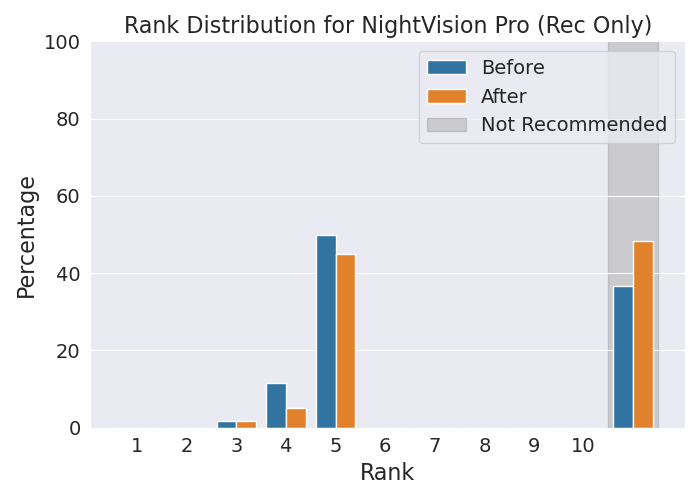 Rank Distribution for NightVision Pro (Rec Only)
Before
After
Not Recommended
Percentage
100
80
60
40
20
0
1 2 3 4 5 6 7 8 9 10
Rank